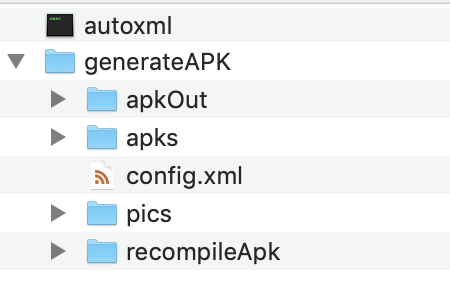 autoxml
generateAPK
apkOut
apks
config.xml
pics
recompileApk